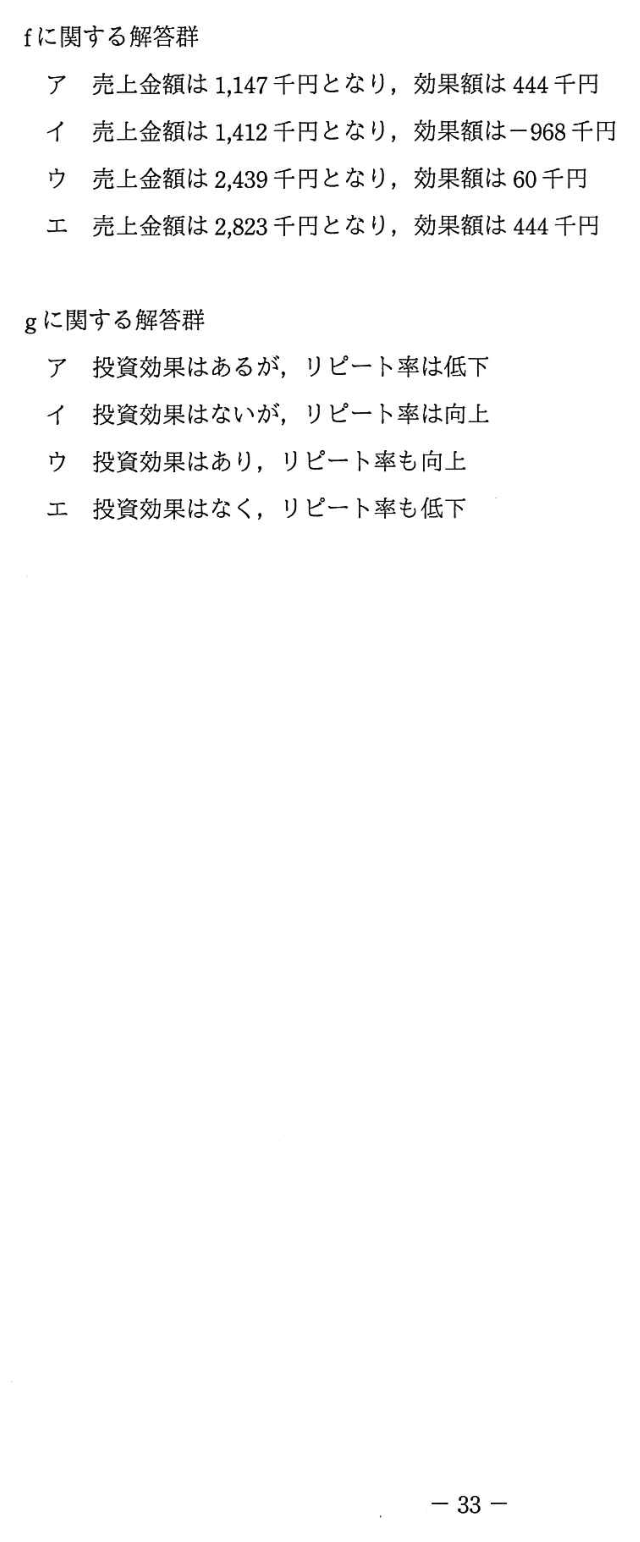 fに関する解答群
ア 売上金額は1,147千円となり，効果額は444千円
イ 売上金額は1,412千円となり，効果額は－968千円
ウ 売上金額は2,439千円となり，効果額は60千円
エ 売上金額は2,823千円となり，効果額は444千円
gに関する解答群
ア 投資効果はあるが，リピート率は低下
イ 投資効果はないが，リピート率は向上
ウ 投資効果はあり，リピート率も向上
エ 投資効果はなく，リピート率も低下
－ 33 －